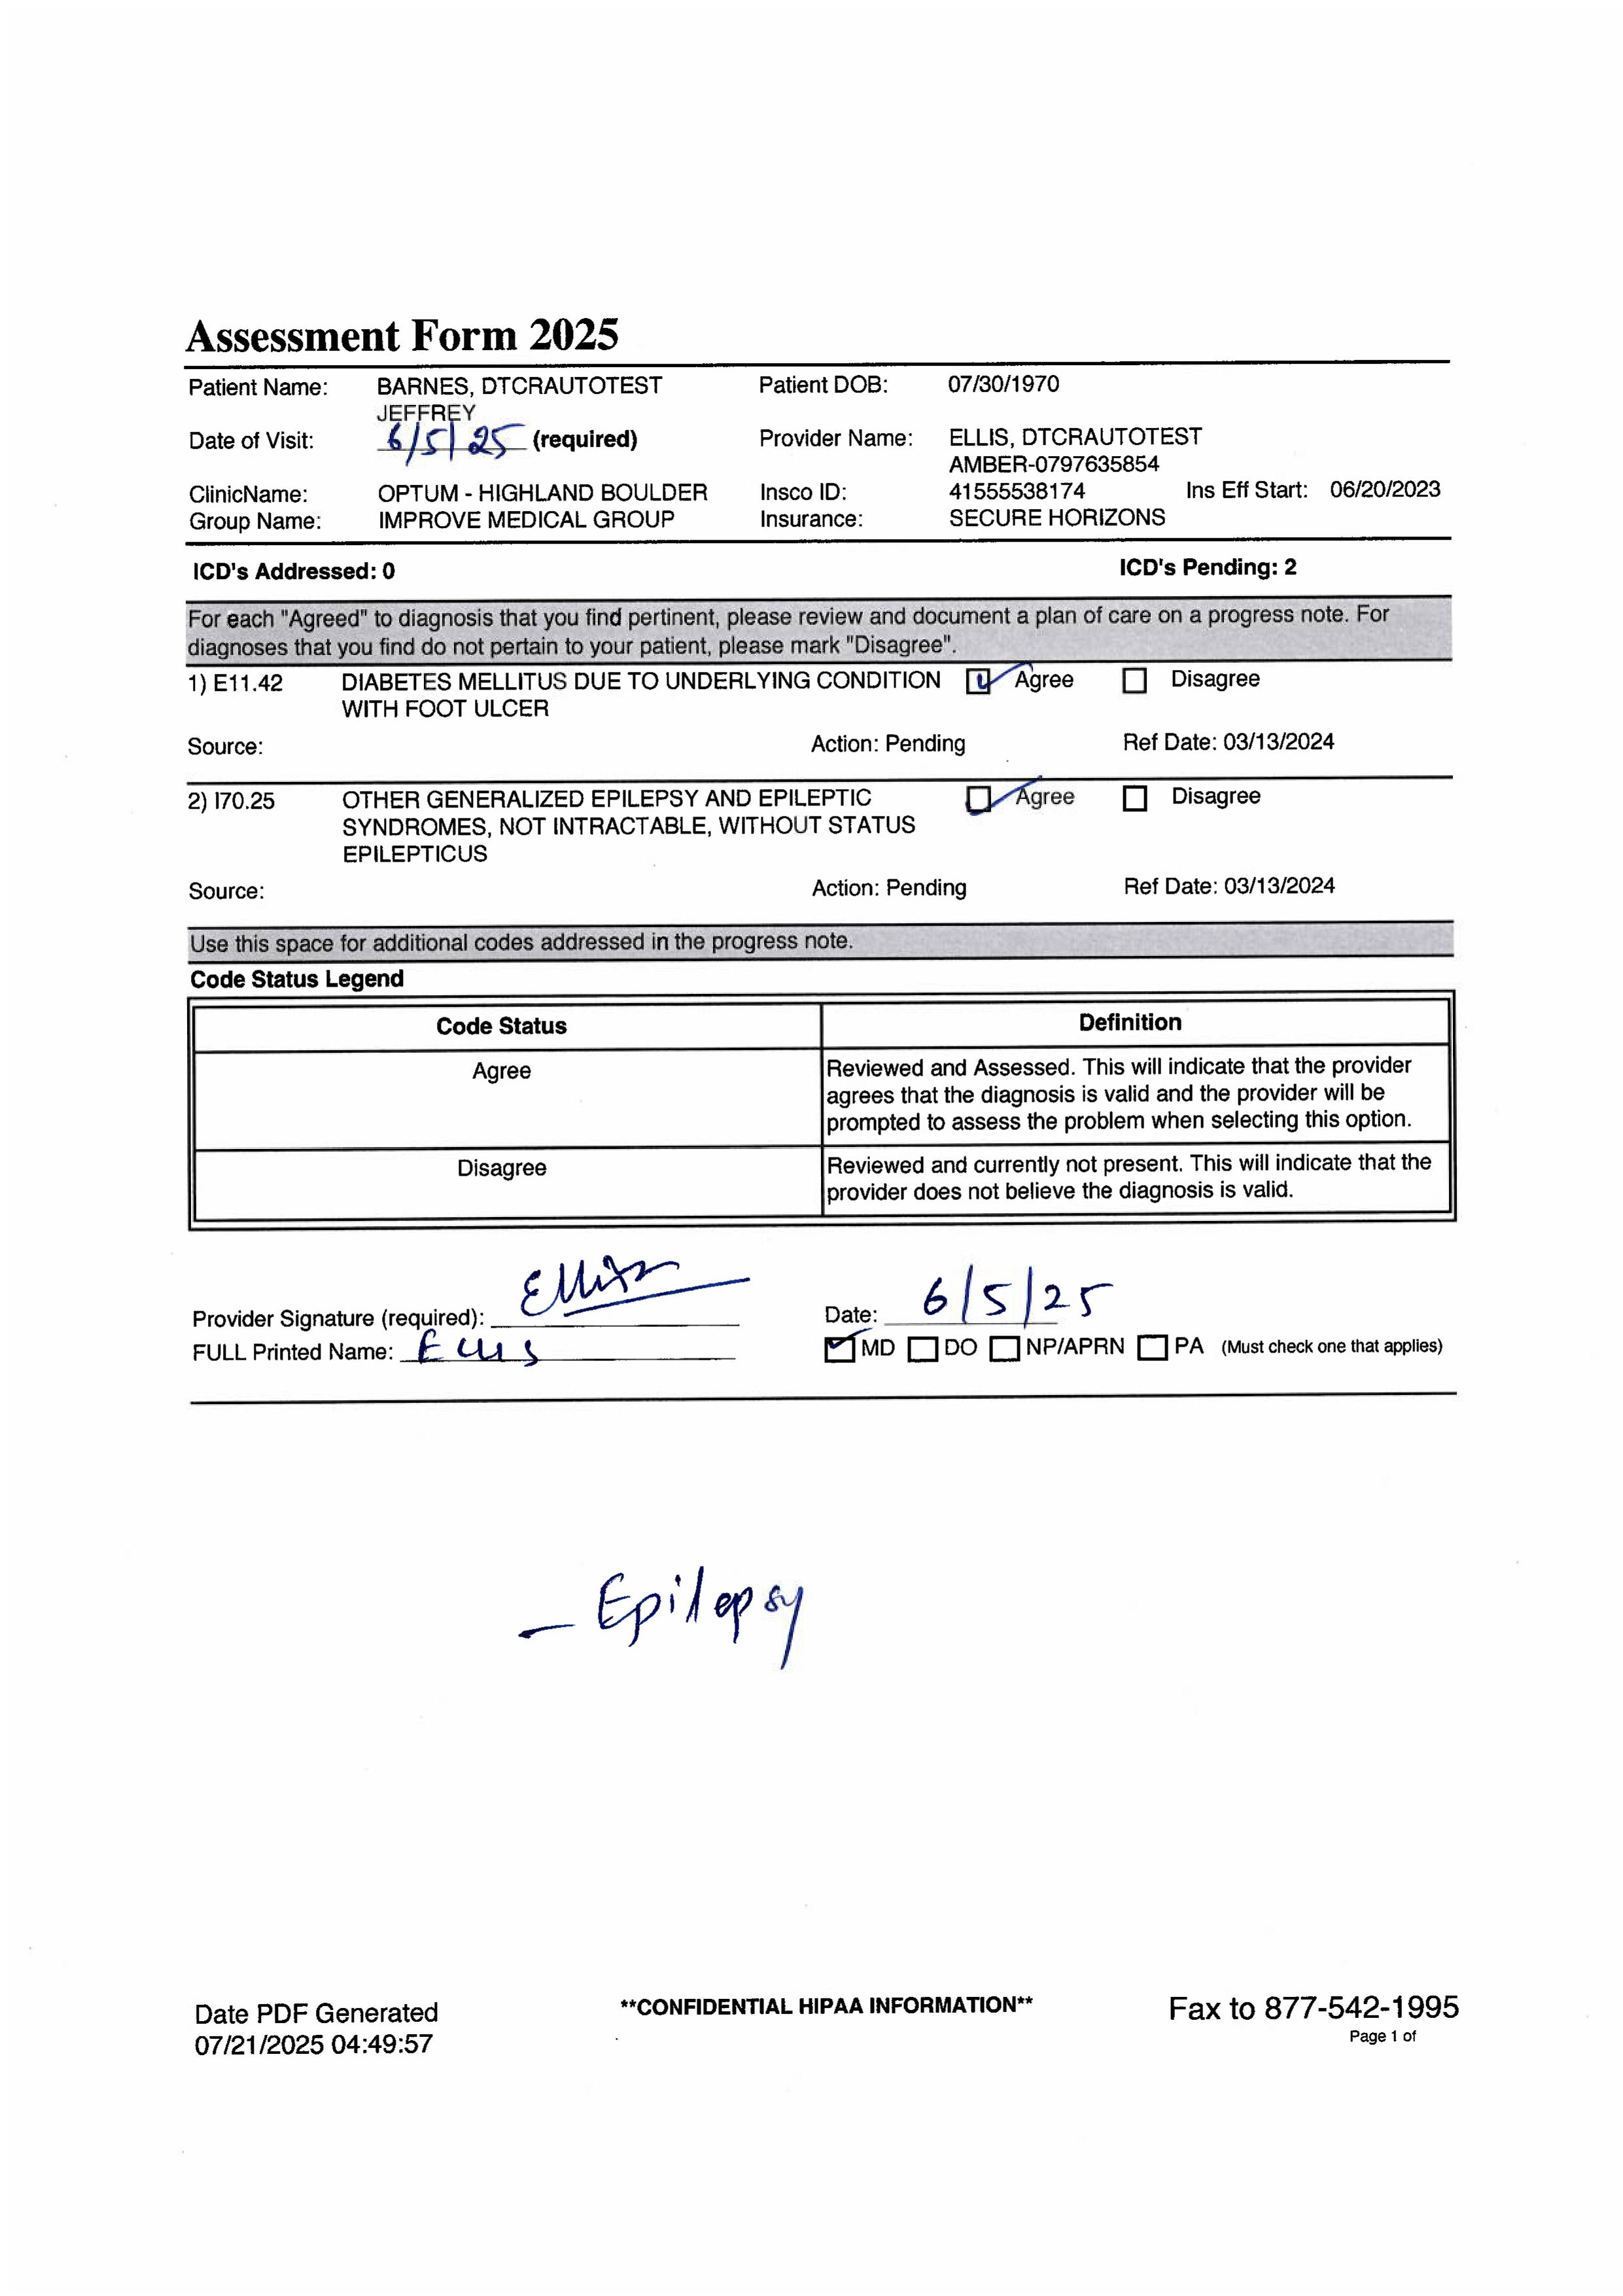 Assessment Form 2025
Patient Name: BARNES, DTCRAUTOTEST Patient DOB: 07/30/1970
JEFFREY
Date of Visit: 6/5/25 (required) Provider Name: ELLIS, DTCRAUTOTEST
AMBER-0797635854
ClinicName: OPTUM - HIGHLAND BOULDER Insco ID: 41555538174 Ins Eff Start: 06/20/2023
Group Name: IMPROVE MEDICAL GROUP Insurance: SECURE HORIZONS
ICD's Addressed: 0 ICD's Pending: 2
For each "Agreed" to diagnosis that you find pertinent, please review and document a plan of care on a progress note. For
diagnoses that you find do not pertain to your patient, please mark "Disagree".
1) E11.42 DIABETES MELLITUS DUE TO UNDERLYING CONDITION Agree Disagree
WITH FOOT ULCER
Source: Action: Pending Ref Date: 03/13/2024
2) I70.25 OTHER GENERALIZED EPILEPSY AND EPILEPTIC Agree Disagree
SYNDROMES, NOT INTRACTABLE, WITHOUT STATUS
EPILEPTICUS
Source: Action: Pending Ref Date: 03/13/2024
Use this space for additional codes addressed in the progress note.
Code Status Legend
Code Status Definition
Agree Reviewed and Assessed. This will indicate that the provider
agrees that the diagnosis is valid and the provider will be
prompted to assess the problem when selecting this option.
Disagree Reviewed and currently not present. This will indicate that the
provider does not believe the diagnosis is valid.
Provider Signature (required): Date: 6/5/25
FULL Printed Name: Ellis MD DO NP/APRN PA (Must check one that applies)
- Epilepsy
Date PDF Generated **CONFIDENTIAL HIPAA INFORMATION** Fax to 877-542-1995
07/21/2025 04:49:57 Page 1 of